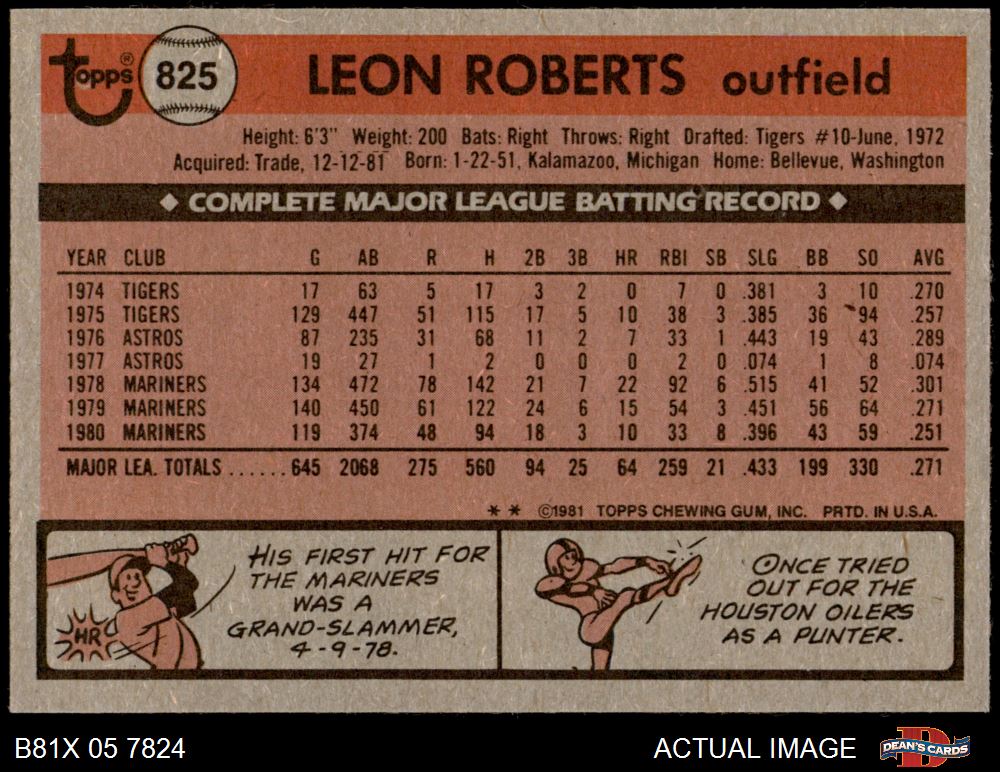 topps® 825 LEON ROBERTS outfield
Height: 6'3" Weight: 200 Bats: Right Throws: Right Drafted: Tigers #10-June, 1972
Acquired: Trade, 12-12-81 Born: 1-22-51, Kalamazoo, Michigan Home: Bellevue, Washington
◆ COMPLETE MAJOR LEAGUE BATTING RECORD ◆
YEAR CLUB G AB R H 2B 3B HR RBI SB SLG BB SO AVG
1974 TIGERS 17 63 5 17 3 2 0 7 0 .381 3 10 .270
1975 TIGERS 129 447 51 115 17 5 10 38 3 .385 36 94 .257
1976 ASTROS 87 235 31 68 11 2 7 33 1 .443 19 43 .289
1977 ASTROS 19 27 1 2 0 0 0 2 0 .074 1 8 .074
1978 MARINERS 134 472 78 142 21 7 22 92 6 .515 41 52 .301
1979 MARINERS 140 450 61 122 24 6 15 54 3 .451 56 64 .271
1980 MARINERS 119 374 48 94 18 3 10 33 8 .396 43 59 .251
MAJOR LEA. TOTALS ...... 645 2068 275 560 94 25 64 259 21 .433 199 330 .271
* * ©1981 TOPPS CHEWING GUM, INC. PRTD. IN U.S.A.
HR
HIS FIRST HIT FOR
THE MARINERS
WAS A
GRAND-SLAMMER,
4-9-78.
ONCE TRIED
OUT FOR THE
HOUSTON OILERS
AS A PUNTER.
B81X 05 7824 ACTUAL IMAGE DEAN'S CARDS